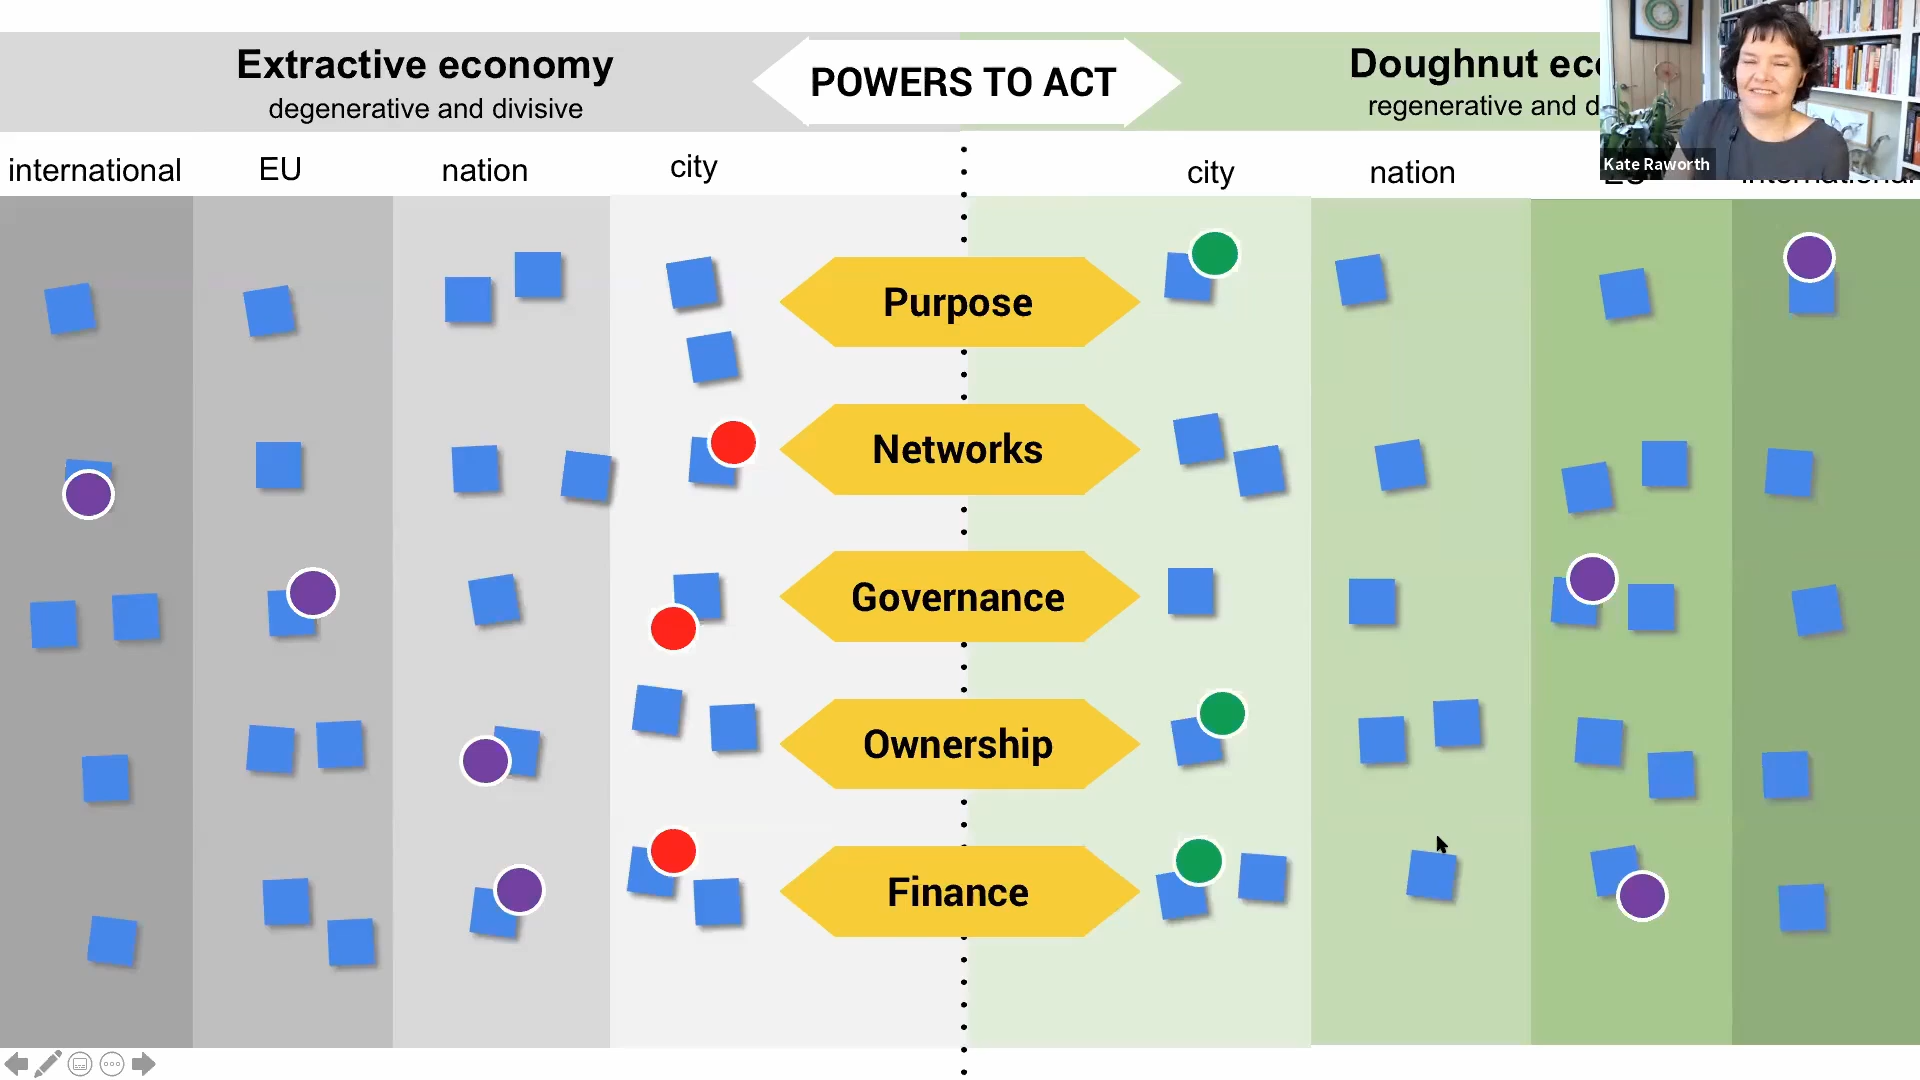 Extractive economy
degenerative and divisive
POWERS TO ACT
Doughnut
regenerative and
Kate Raworth
international
EU
nation
city
city
nation
Purpose
Networks
Governance
Ownership
Finance